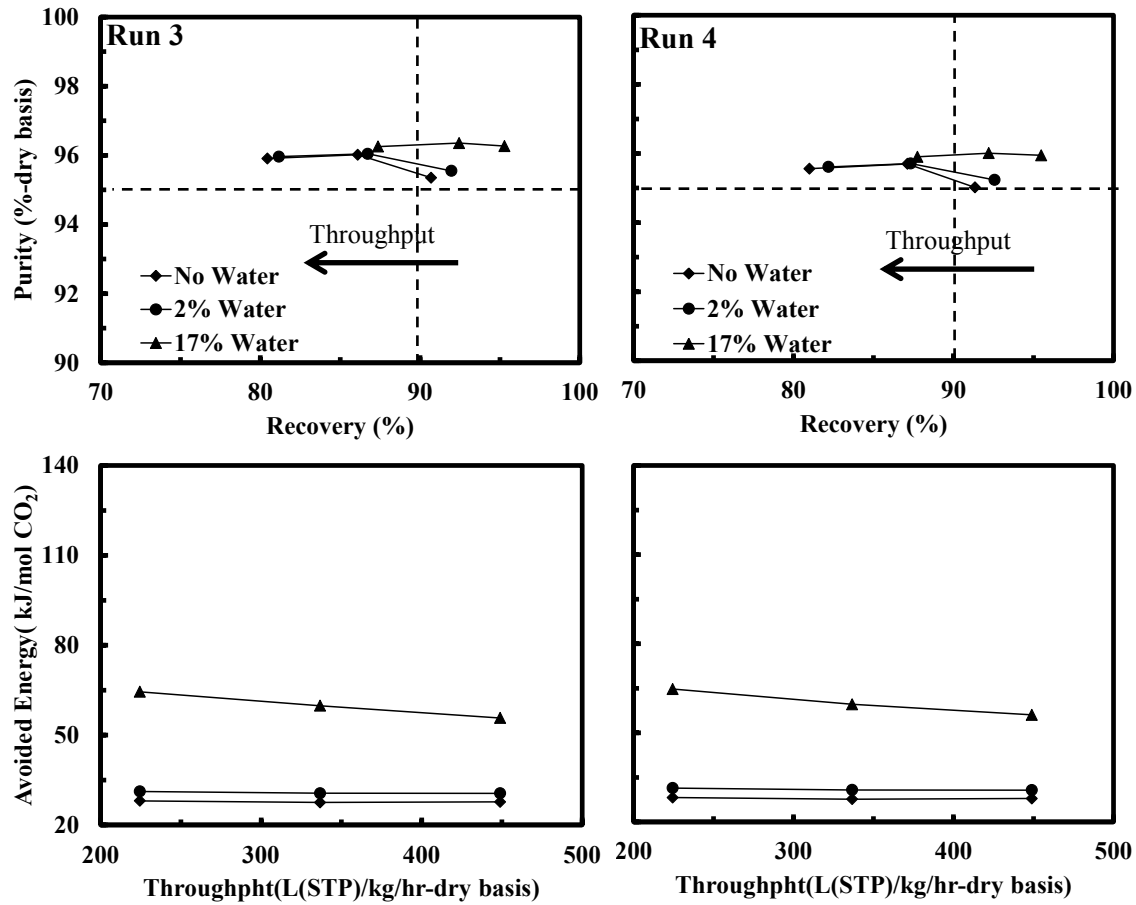 Run 3
Purity (%-dry basis)
100
98
96
94
92
90
Throughput
No Water
2% Water
17% Water
70 80 90 100
Recovery (%)
Run 4
Throughput
No Water
2% Water
17% Water
70 80 90 100
Recovery (%)
Avoided Energy( kJ/mol CO₂)
140
110
80
50
20
200 300 400 500
Throughpht(L(STP)/kg/hr-dry basis)
200 300 400 500
Throughpht(L(STP)/kg/hr-dry basis)